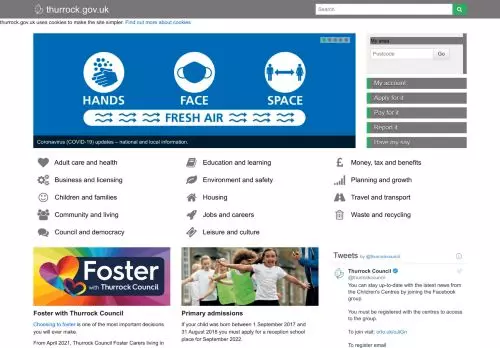 thurrock.gov.uk
Search
thurrock.gov.uk uses cookies to make the site simpler. Find out more about cookies
HANDS FACE SPACE
FRESH AIR
Coronavirus (COVID-19) updates – national and local information.
My area
Postcode
Go
My account
Apply for it
Pay for it
Report it
Have my say
Adult care and health
Education and learning
£ Money, tax and benefits
Business and licensing
Environment and safety
Planning and growth
Children and families
Housing
Travel and transport
Community and living
Jobs and careers
Waste and recycling
Council and democracy
Leisure and culture
Foster
with Thurrock Council
Foster with Thurrock Council
Choosing to foster is one of the most important decisions
you will ever make.
From April 2021, Thurrock Council Foster Carers living in
Primary admissions
If your child was born between 1 September 2017 and
31 August 2018 you must apply for a reception school
place for September 2022.
Tweets by @thurrockcouncil
Thurrock Council
@thurrockcouncil
You can stay up-to-date with the latest news from
the Children's Centres by joining the Facebook
group.
You must be registered with the centres to access
to the group.
To join visit:
To register email